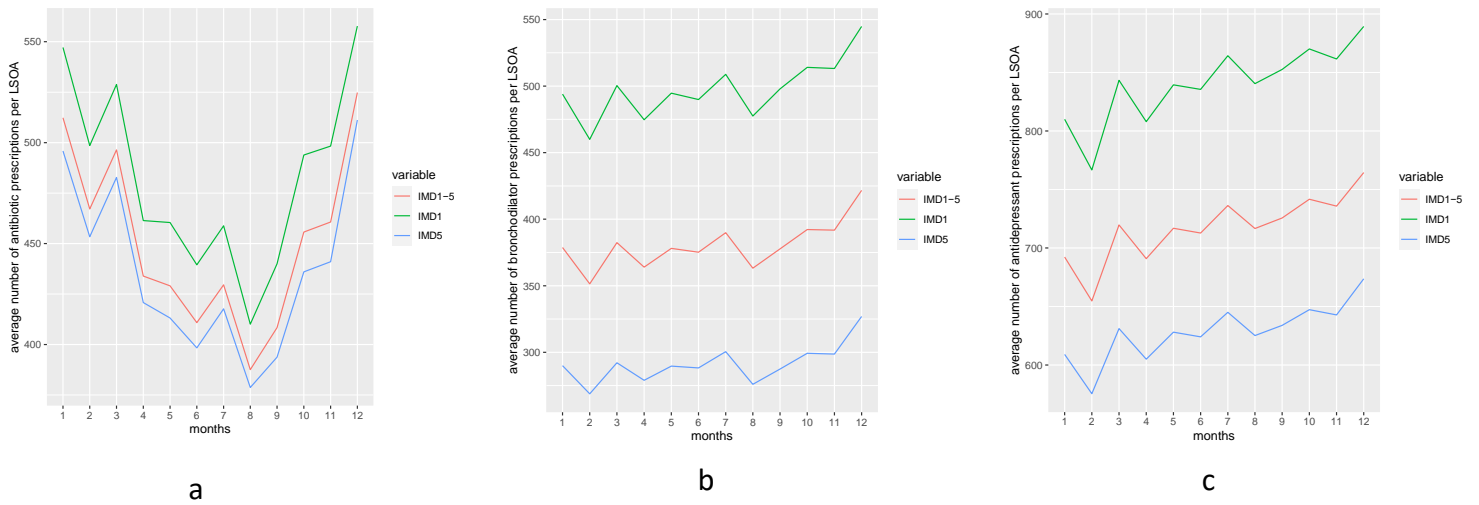 average number of antibiotic prescriptions per LSOA
550
500
450
400
1 2 3 4 5 6 7 8 9 10 11 12
months
variable
IMD1−5
IMD1
IMD5
a
average number of bronchodilator prescriptions per LSOA
550
500
450
400
350
300
1 2 3 4 5 6 7 8 9 10 11 12
months
variable
IMD1−5
IMD1
IMD5
b
average number of antidepressant prescriptions per LSOA
900
800
700
600
1 2 3 4 5 6 7 8 9 10 11 12
months
variable
IMD1−5
IMD1
IMD5
c